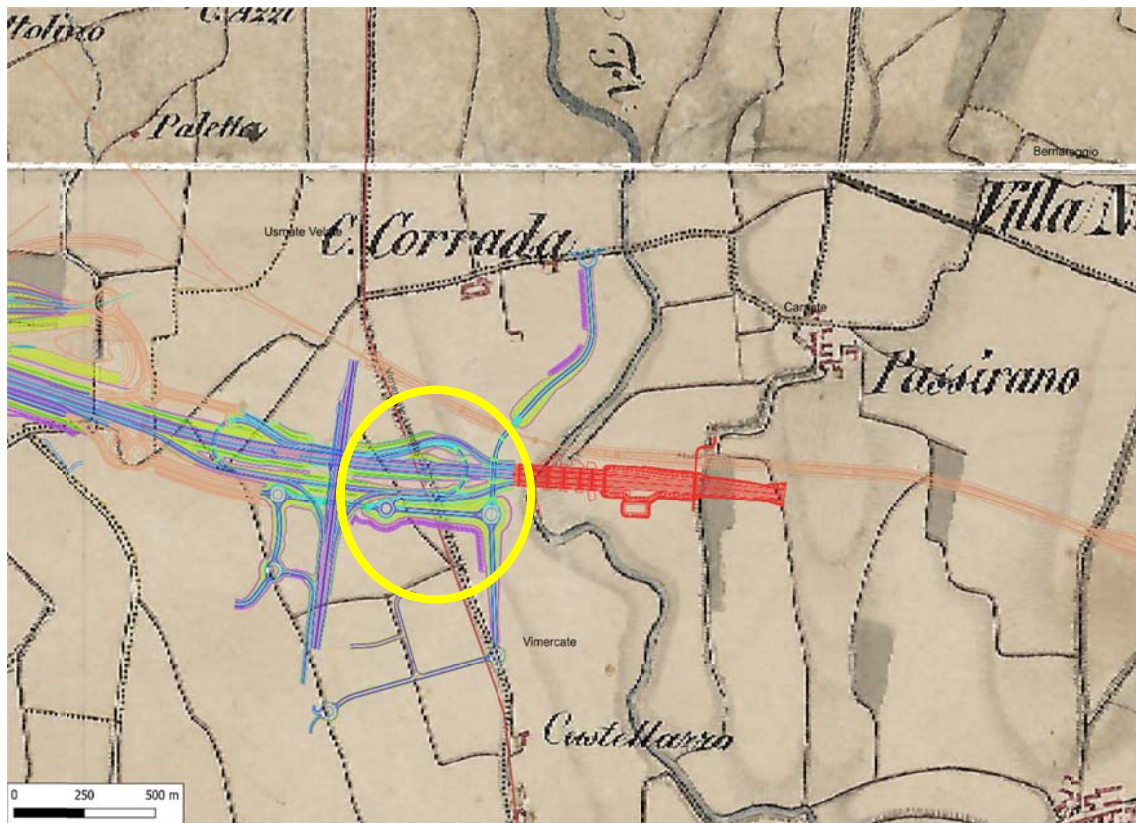 C. Azzi
Paletta
Bernareggio
Villa N
Usmate Velate
C. Corrada
Carnate
Passirano
Vimercate
Castellazzo
0 250 500 m